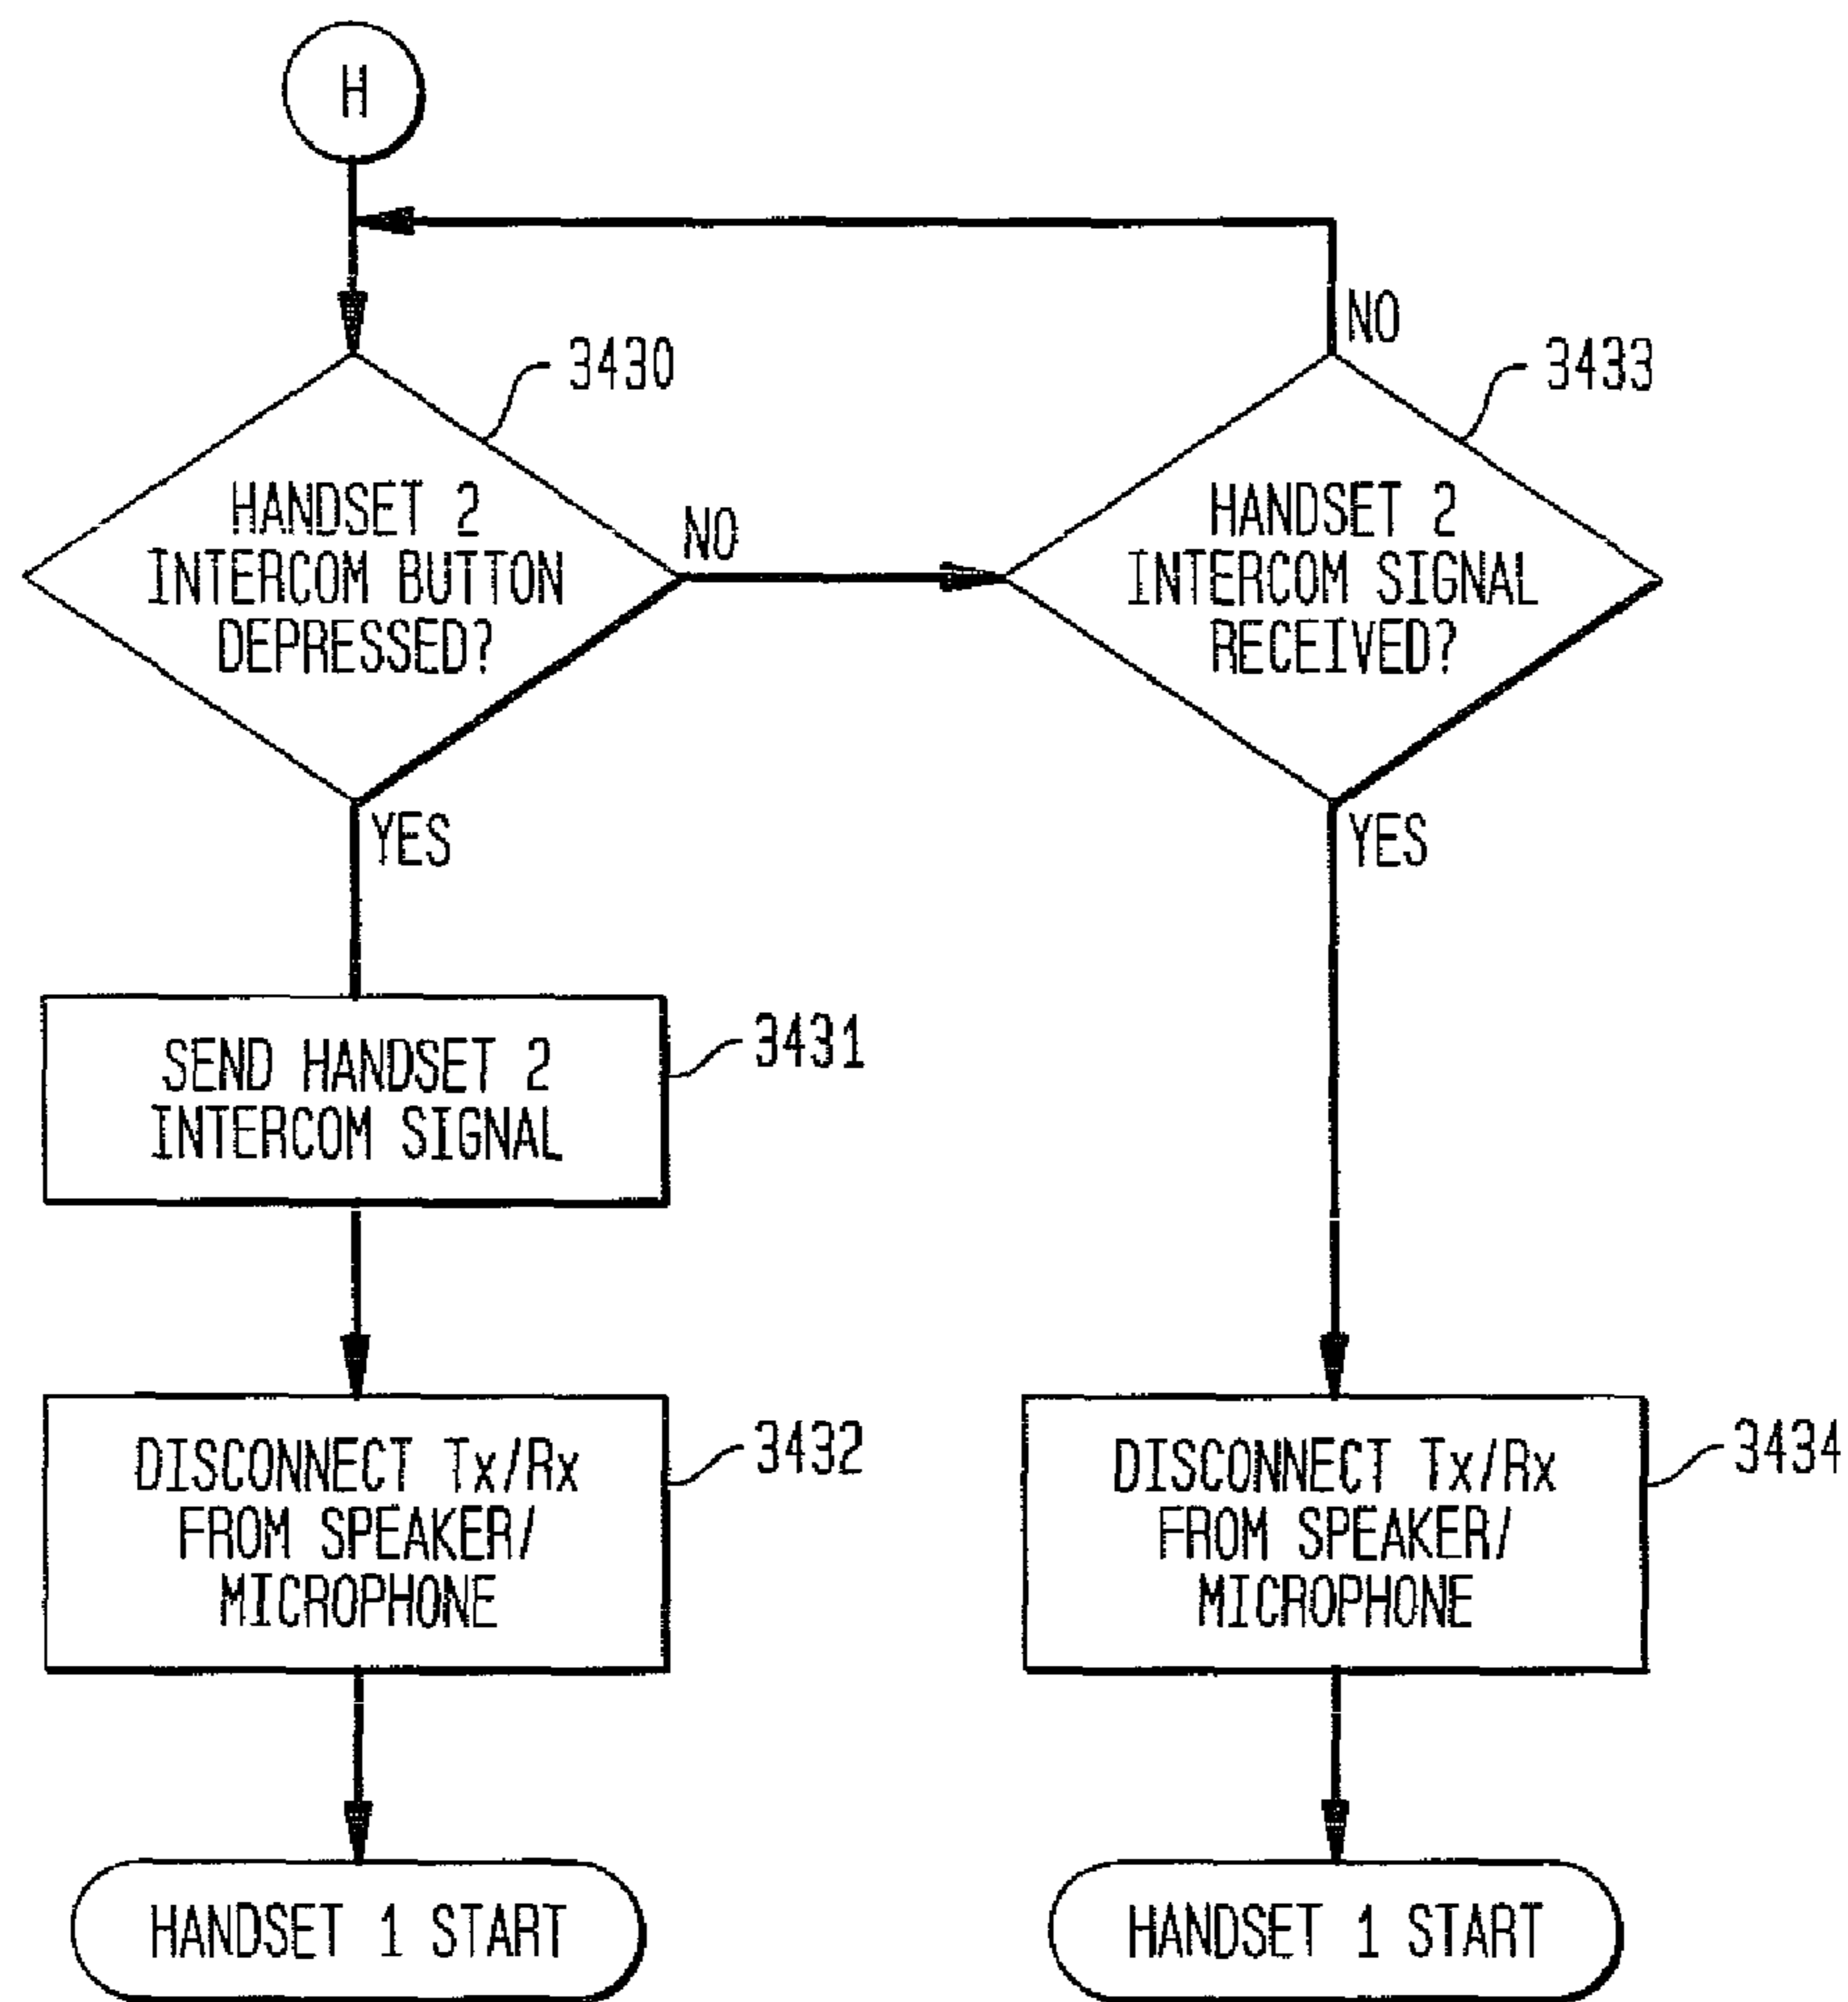 H
NO
3430
3433
HANDSET 2
INTERCOM BUTTON
DEPRESSED?
NO
HANDSET 2
INTERCOM SIGNAL
RECEIVED?
YES
YES
SEND HANDSET 2
INTERCOM SIGNAL
3431
DISCONNECT Tx/Rx
FROM SPEAKER/
MICROPHONE
3432
DISCONNECT Tx/Rx
FROM SPEAKER/
MICROPHONE
3434
HANDSET 1 START
HANDSET 1 START